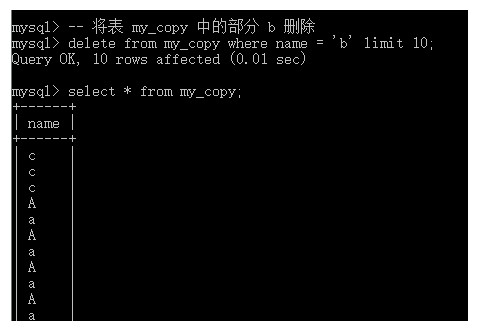 mysql> -- 将表 my_copy 中的部分 b 删除
mysql> delete from my_copy where name = 'b' limit 10;
Query OK, 10 rows affected (0.01 sec)
mysql> select * from my_copy;
+------+
| name |
+------+
| c |
| c |
| c |
| A |
| a |
| A |
| a |
| A |
| a |
| A |
| a |